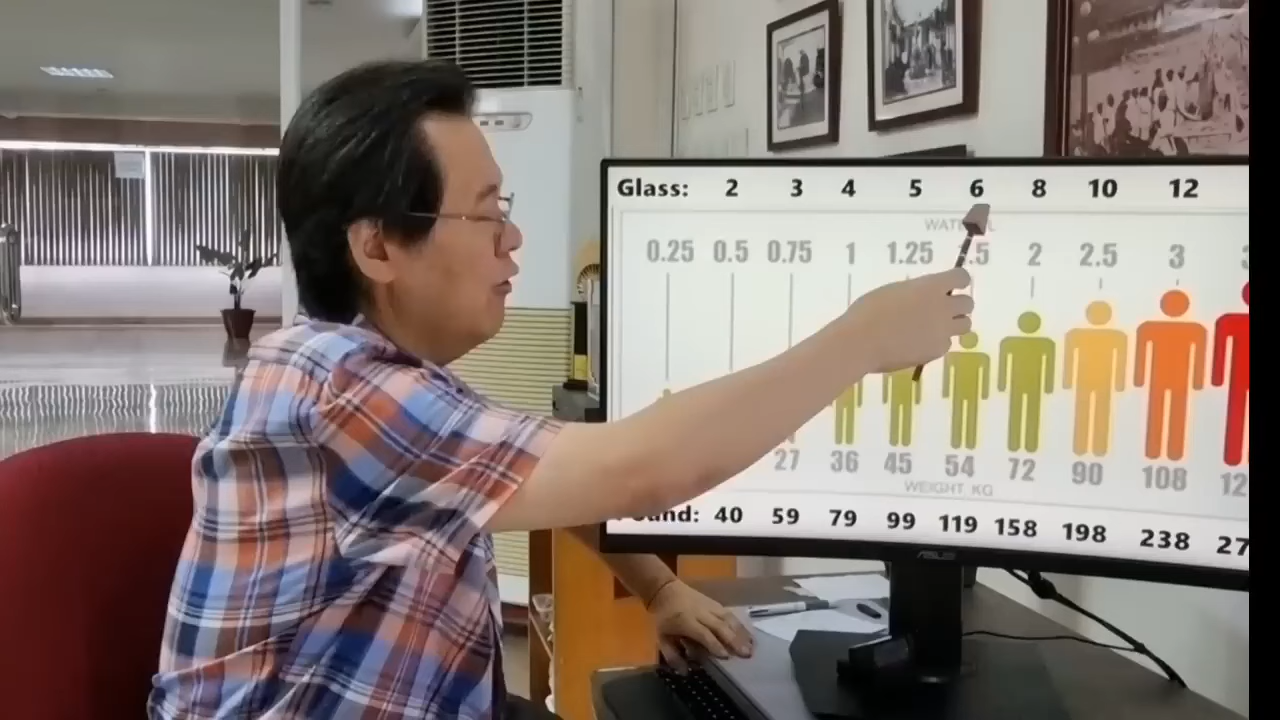 Glass: 2 3 4 5 6 8 10 12
0.25 0.5 0.75 1 1.25 .5 2 2.5 3
27 36 45 54 72 90 108
WEIGHT KG
40 59 79 99 119 158 198 238
ASUS